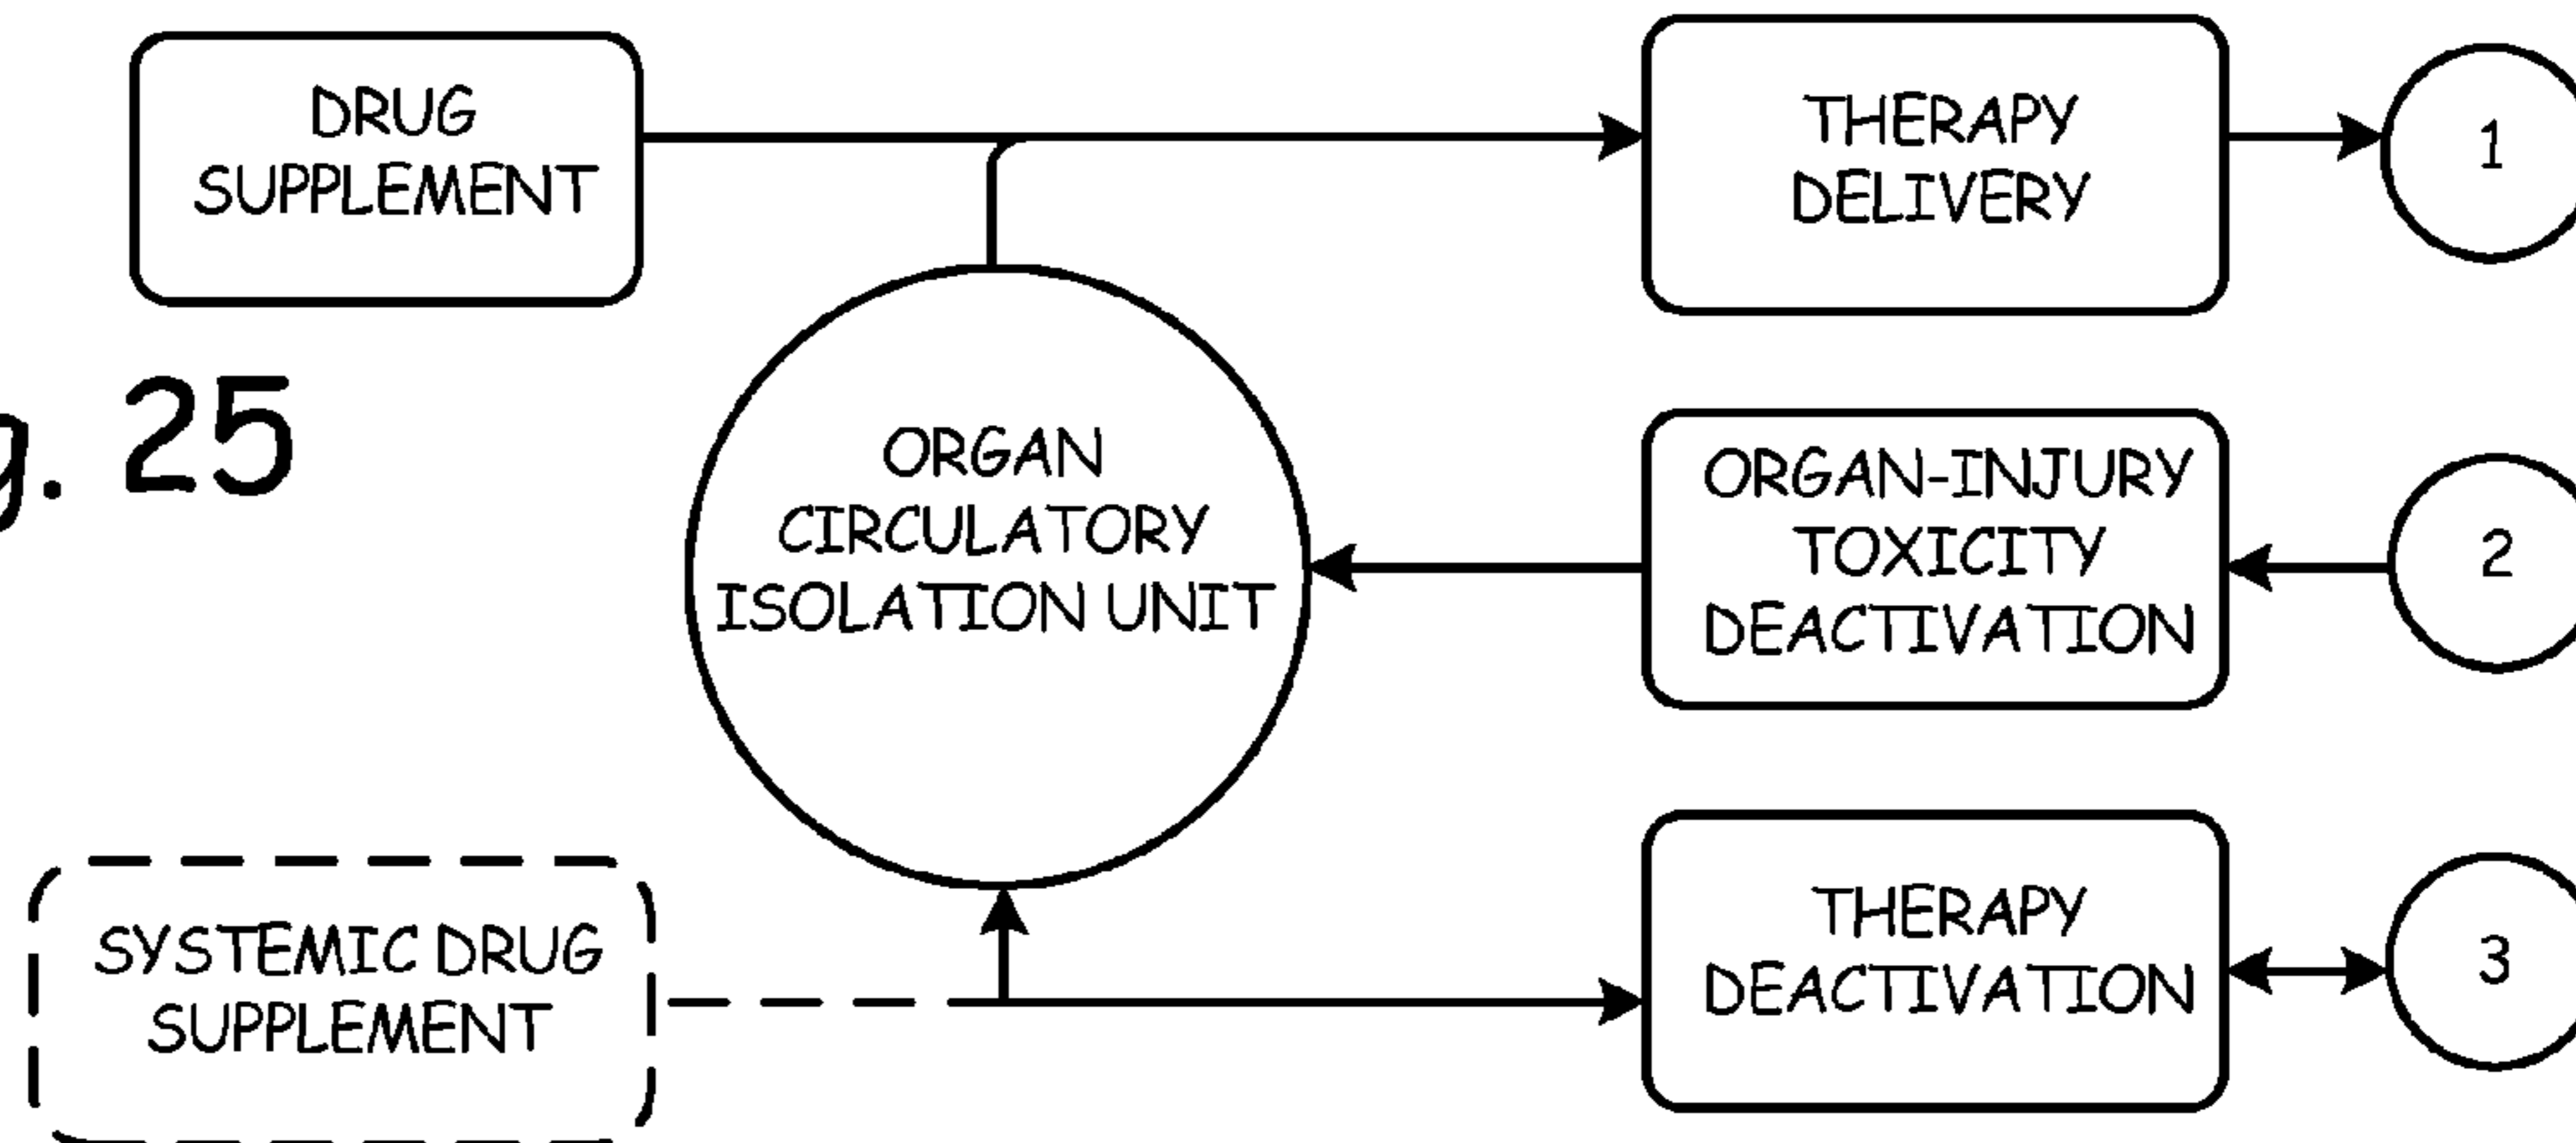 DRUG
SUPPLEMENT
THERAPY
DELIVERY
1
g. 25
ORGAN
CIRCULATORY
ISOLATION UNIT
ORGAN-INJURY
TOXICITY
DEACTIVATION
2
SYSTEMIC DRUG
SUPPLEMENT
THERAPY
DEACTIVATION
3